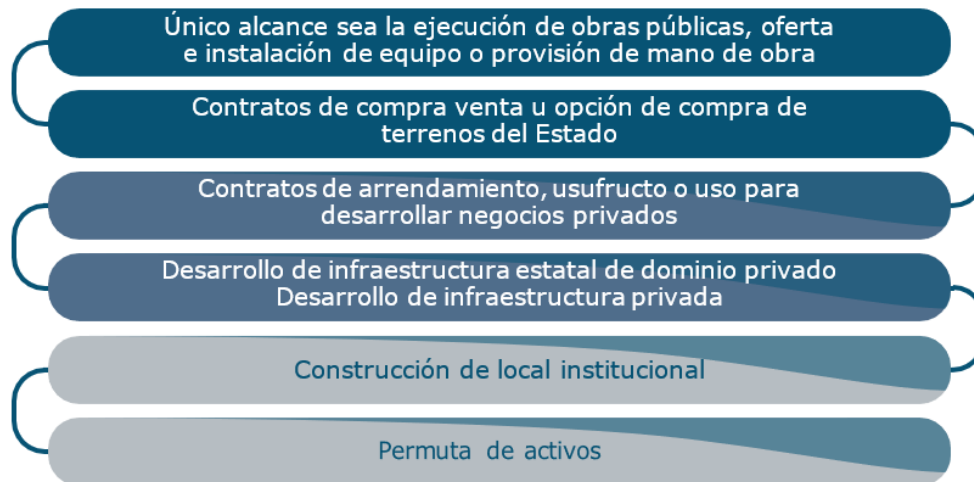 Único alcance sea la ejecución de obras públicas, oferta
e instalación de equipo o provisión de mano de obra
Contratos de compra venta u opción de compra de
terrenos del Estado
Contratos de arrendamiento, usufructo o uso para
desarrollar negocios privados
Desarrollo de infraestructura estatal de dominio privado
Desarrollo de infraestructura privada
Construcción de local institucional
Permuta de activos